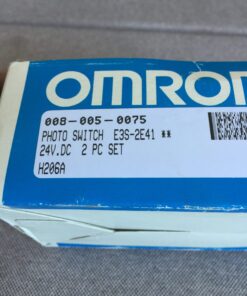 OMRON
008-005-0075
PHOTO SWITCH E3S-2E41 **
24V.DC 2 PC SET
H206A